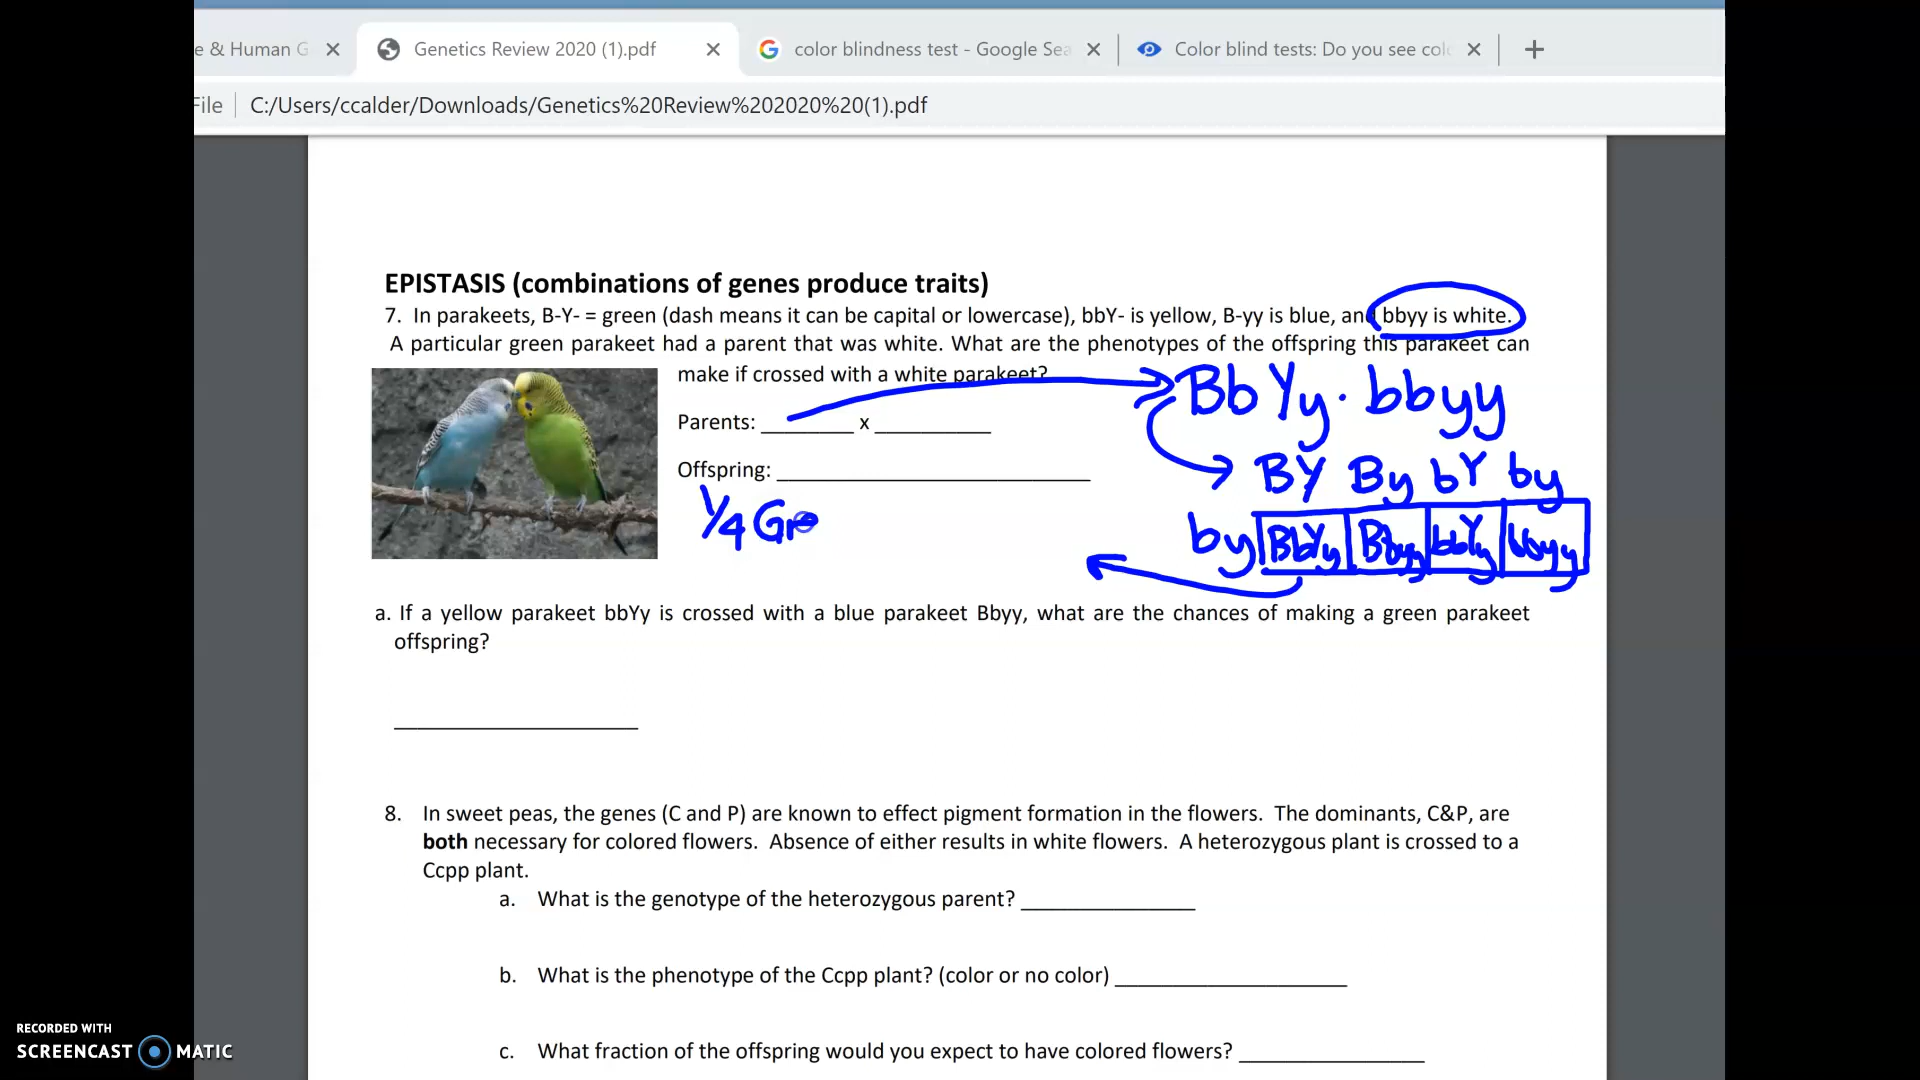 e & Human G
Genetics Review 2020 (1).pdf
color blindness test - Google Sea
Color blind tests: Do you see colo
File
C:/Users/ccalder/Downloads/Genetics%20Review%202020%20(1).pdf
EPISTASIS (combinations of genes produce traits)
7. In parakeets, B-Y- = green (dash means it can be capital or lowercase), bbY- is yellow, B-yy is blue, and bbyy is white.
A particular green parakeet had a parent that was white. What are the phenotypes of the offspring this parakeet can
make if crossed with a white parakeet?
BbYy · bbyy
Parents: ________ x __________
BY By bY by
Offspring: ___________________________
1/4 Gre
by BbYy Bbyy bbYy bbyy
a. If a yellow parakeet bbYy is crossed with a blue parakeet Bbyy, what are the chances of making a green parakeet
offspring?
_____________________
8. In sweet peas, the genes (C and P) are known to effect pigment formation in the flowers. The dominants, C&P, are
both necessary for colored flowers. Absence of either results in white flowers. A heterozygous plant is crossed to a
Ccpp plant.
a. What is the genotype of the heterozygous parent? _______________
b. What is the phenotype of the Ccpp plant? (color or no color) ____________________
c. What fraction of the offspring would you expect to have colored flowers? ________________
RECORDED WITH
SCREENCAST MATIC